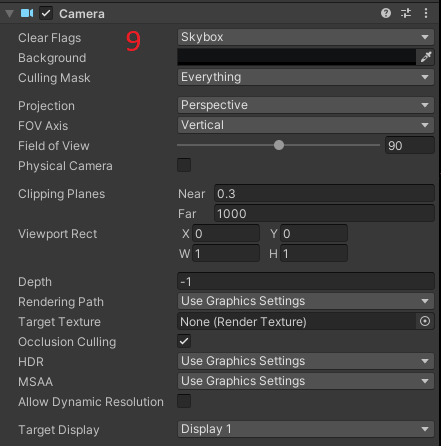 Camera
Clear Flags 9 Skybox
Background
Culling Mask Everything
Projection Perspective
FOV Axis Vertical
Field of View 90
Physical Camera
Clipping Planes Near 0.3
Far 1000
Viewport Rect X 0 Y 0
W 1 H 1
Depth -1
Rendering Path Use Graphics Settings
Target Texture None (Render Texture)
Occlusion Culling
HDR Use Graphics Settings
MSAA Use Graphics Settings
Allow Dynamic Resolution
Target Display Display 1